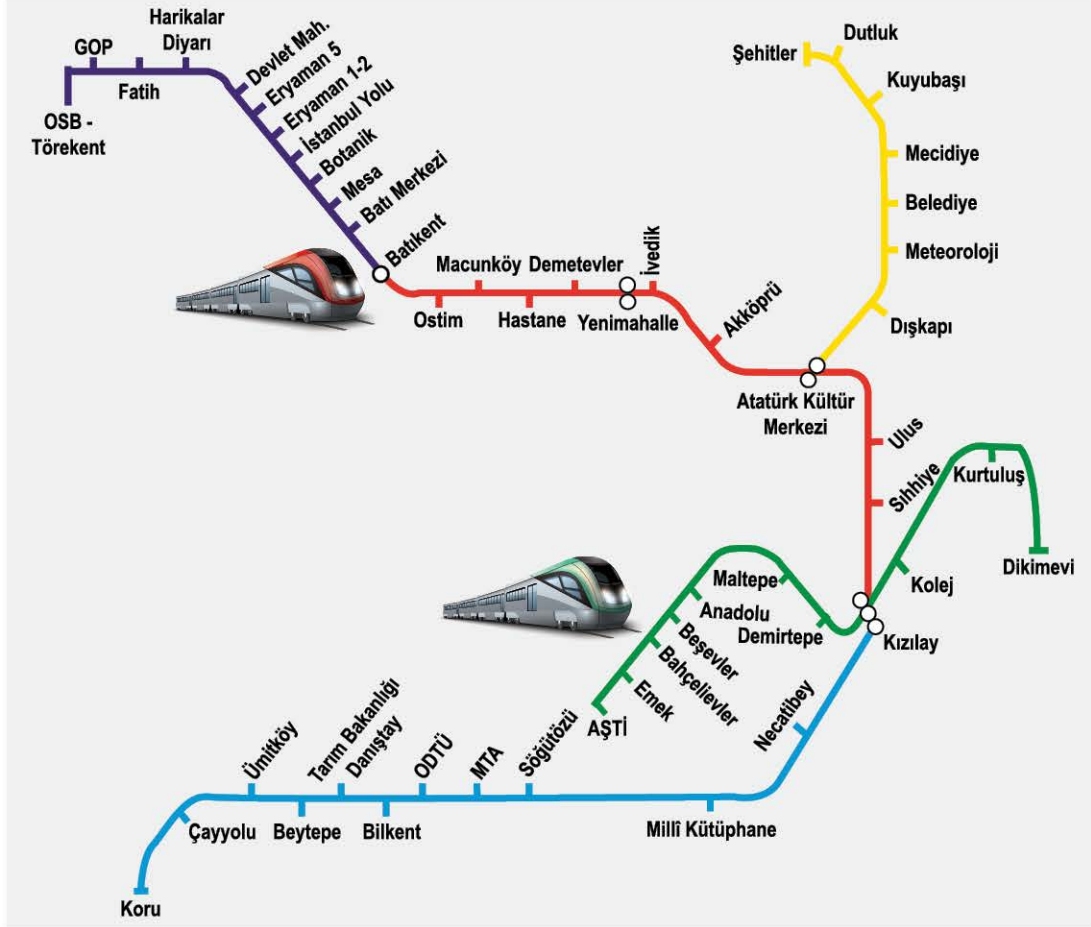 GOP
Fatih
Harikalar
Diyarı
OSB -
Törekent
Devlet Mah.
Eryaman 5
Eryaman 1-2
İstanbul Yolu
Botanik
Mesa
Batı Merkezi
Batıkent
Şehitler
Dutluk
Kuyubaşı
Mecidiye
Belediye
Meteoroloji
Dışkapı
Ostim
Macunköy
Hastane
Demetevler
Yenimahalle
İvedik
Akköprü
Atatürk Kültür
Merkezi
Ulus
Sıhhiye
Kurtuluş
Dikimevi
Kolej
Kızılay
Maltepe
Demirtepe
Anadolu
Beşevler
Bahçelievler
Emek
AŞTİ
Necatibey
Millî Kütüphane
Söğütözü
MTA
ODTÜ
Bilkent
Tarım Bakanlığı
Danıştay
Beytepe
Ümitköy
Çayyolu
Koru